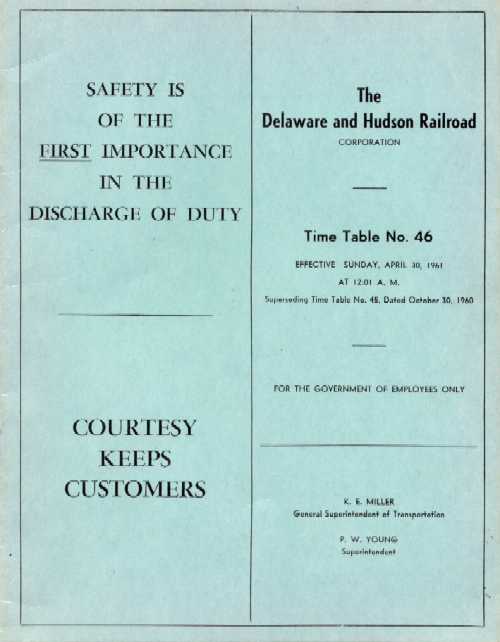 SAFETY IS
OF THE
FIRST IMPORTANCE
IN THE
DISCHARGE OF DUTY
COURTESY
KEEPS
CUSTOMERS
The
Delaware and Hudson Railroad
CORPORATION
Time Table No. 46
EFFECTIVE SUNDAY, APRIL 30, 1961
AT 12:01 A. M.
Superseding Time Table No. 45, Dated October 30, 1960
FOR THE GOVERNMENT OF EMPLOYEES ONLY
K. E. MILLER
General Superintendent of Transportation
P. W. YOUNG
Superintendent